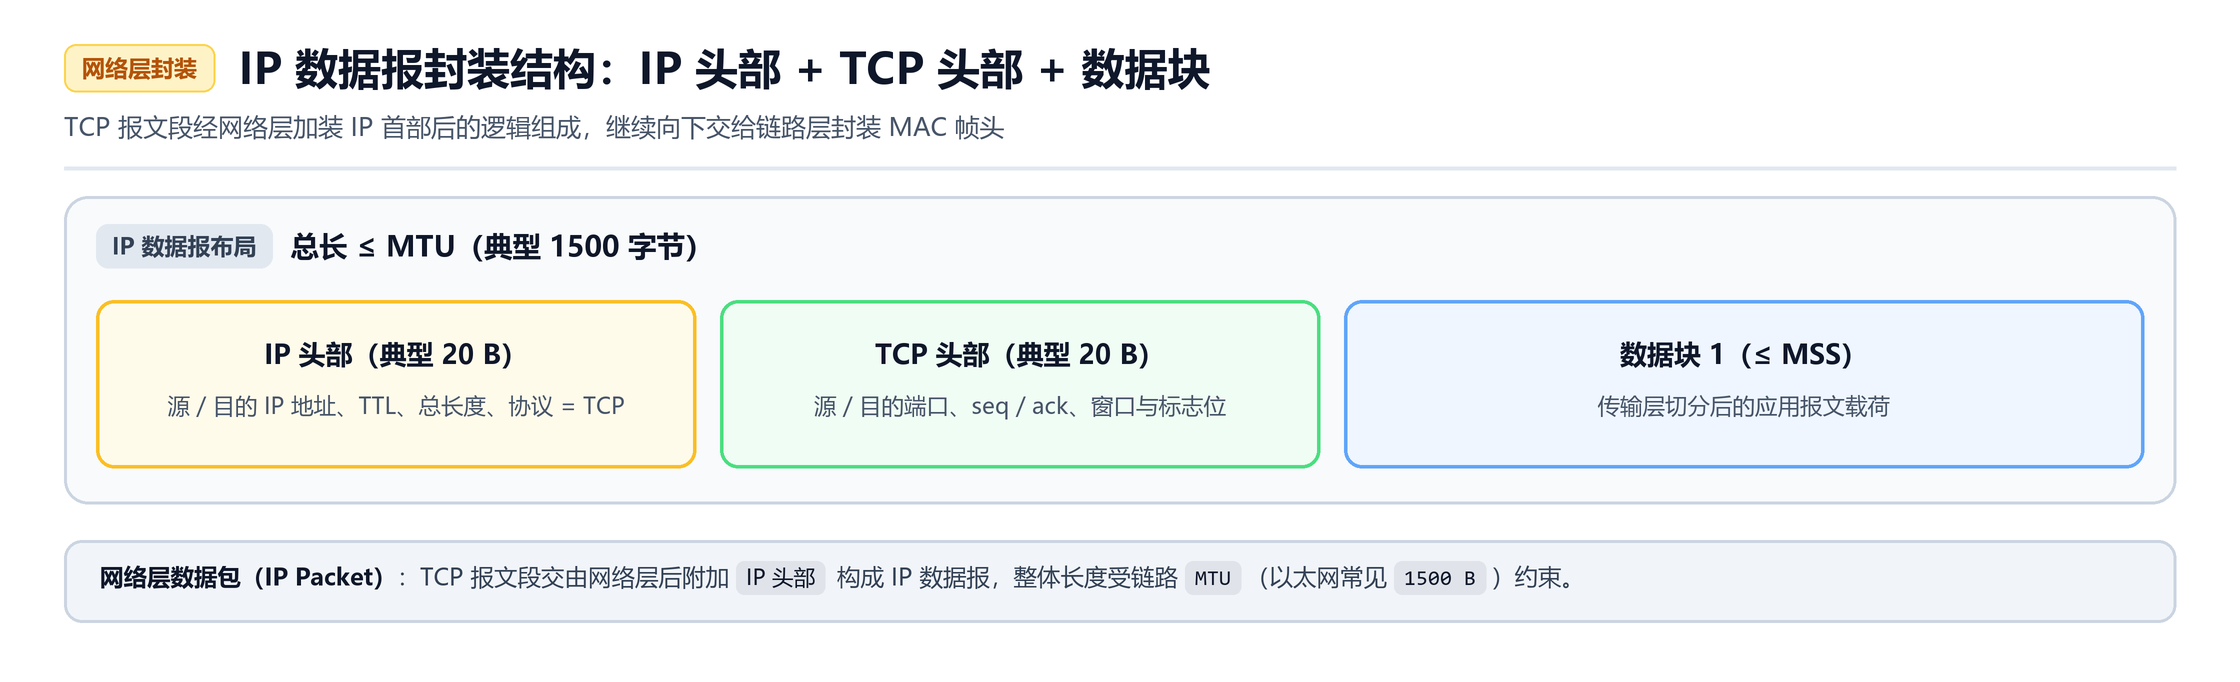 网络层封装 IP 数据报封装结构：IP 头部 + TCP 头部 + 数据块
TCP 报文段经网络层加装 IP 首部后的逻辑组成，继续向下交给链路层封装 MAC 帧头
IP 数据报布局 总长 ≤ MTU（典型 1500 字节）
IP 头部（典型 20 B）
源 / 目的 IP 地址、TTL、总长度、协议 = TCP
TCP 头部（典型 20 B）
源 / 目的端口、seq / ack、窗口与标志位
数据块 1（≤ MSS）
传输层切分后的应用报文载荷
网络层数据包（IP Packet）：TCP 报文段交由网络层后附加 IP 头部 构成 IP 数据报，整体长度受链路 MTU （以太网常见 1500 B ）约束。